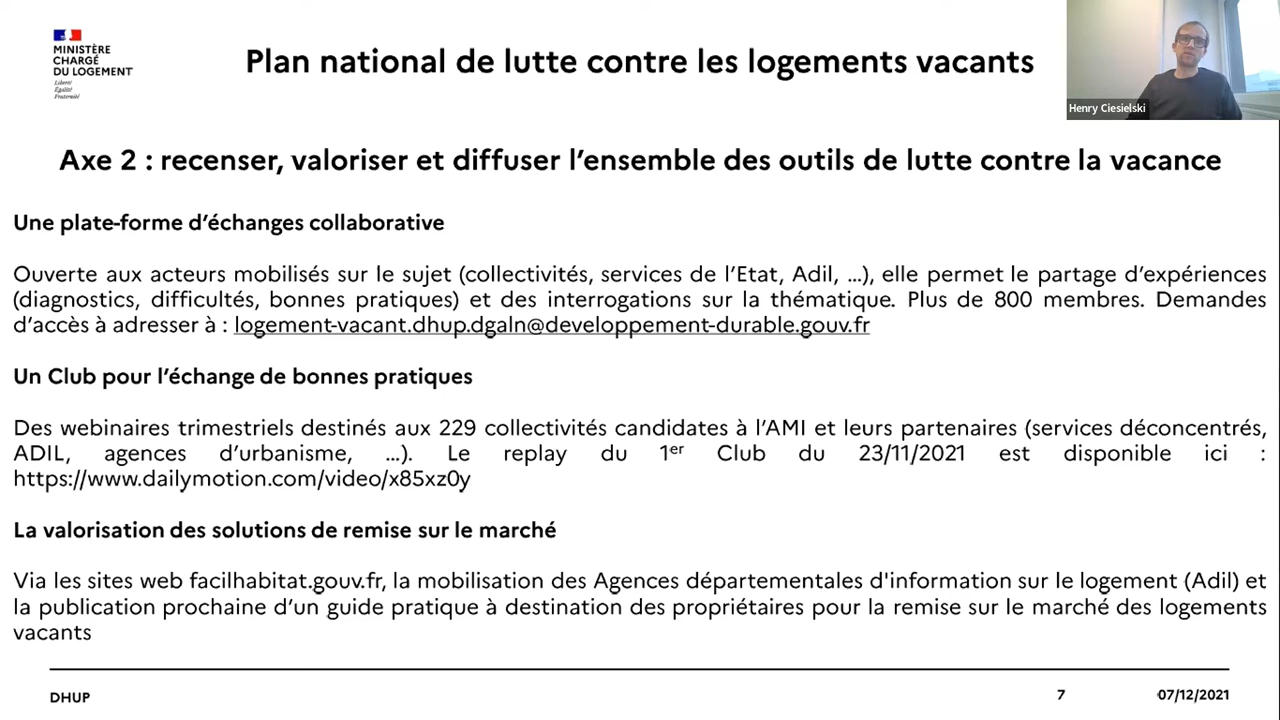 MINISTÈRE
CHARGÉ
DU LOGEMENT
Liberté
Égalité
Fraternité
Plan national de lutte contre les logements vacants
Henry Ciesielski
Axe 2 : recenser, valoriser et diffuser l’ensemble des outils de lutte contre la vacance
Une plate-forme d’échanges collaborative
Ouverte aux acteurs mobilisés sur le sujet (collectivités, services de l’Etat, Adil, …), elle permet le partage d’expériences
(diagnostics, difficultés, bonnes pratiques) et des interrogations sur la thématique. Plus de 800 membres. Demandes
d’accès à adresser à : logement-vacant.dhup.dgaln@developpement-durable.gouv.fr
Un Club pour l’échange de bonnes pratiques
Des webinaires trimestriels destinés aux 229 collectivités candidates à l’AMI et leurs partenaires (services déconcentrés,
ADIL, agences d’urbanisme, …). Le replay du 1er Club du 23/11/2021 est disponible ici :
https://www.dailymotion.com/video/x85xz0y
La valorisation des solutions de remise sur le marché
Via les sites web facilhabitat.gouv.fr, la mobilisation des Agences départementales d'information sur le logement (Adil) et
la publication prochaine d’un guide pratique à destination des propriétaires pour la remise sur le marché des logements
vacants
DHUP
7
07/12/2021